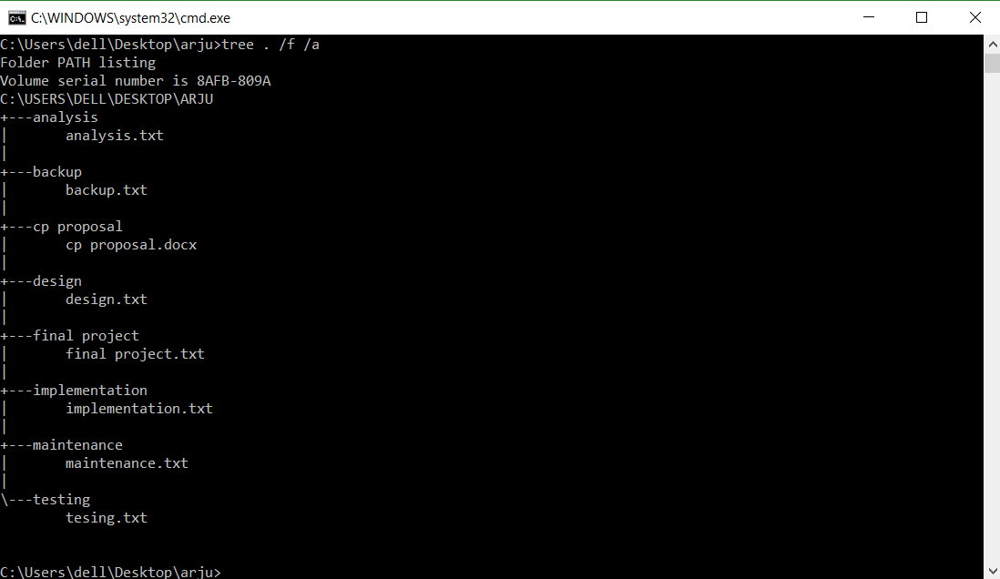 C:\WINDOWS\system32\cmd.exe
C:\Users\dell\Desktop\arju>tree . /f /a
Folder PATH listing
Volume serial number is 8AFB-809A
C:\USERS\DELL\DESKTOP\ARJU
+---analysis
|       analysis.txt
|
+---backup
|       backup.txt
|
+---cp proposal
|       cp proposal.docx
|
+---design
|       design.txt
|
+---final project
|       final project.txt
|
+---implementation
|       implementation.txt
|
+---maintenance
|       maintenance.txt
|
\---testing
        tesing.txt
C:\Users\dell\Desktop\arju>